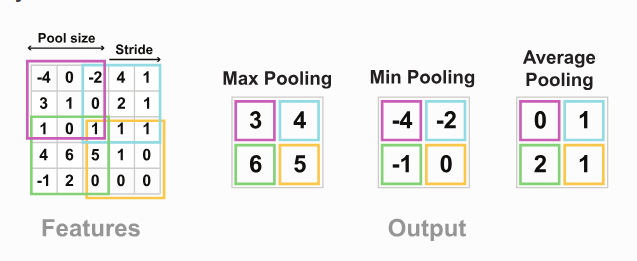 Pool size
Stride
-4 0 -2 4 1
3 1 0 2 1
1 0 1 1 1
4 6 5 1 0
-1 2 0 0 0
Features
Max Pooling
3 4
6 5
Min Pooling
-4 -2
-1 0
Average
Pooling
0 1
2 1
Output